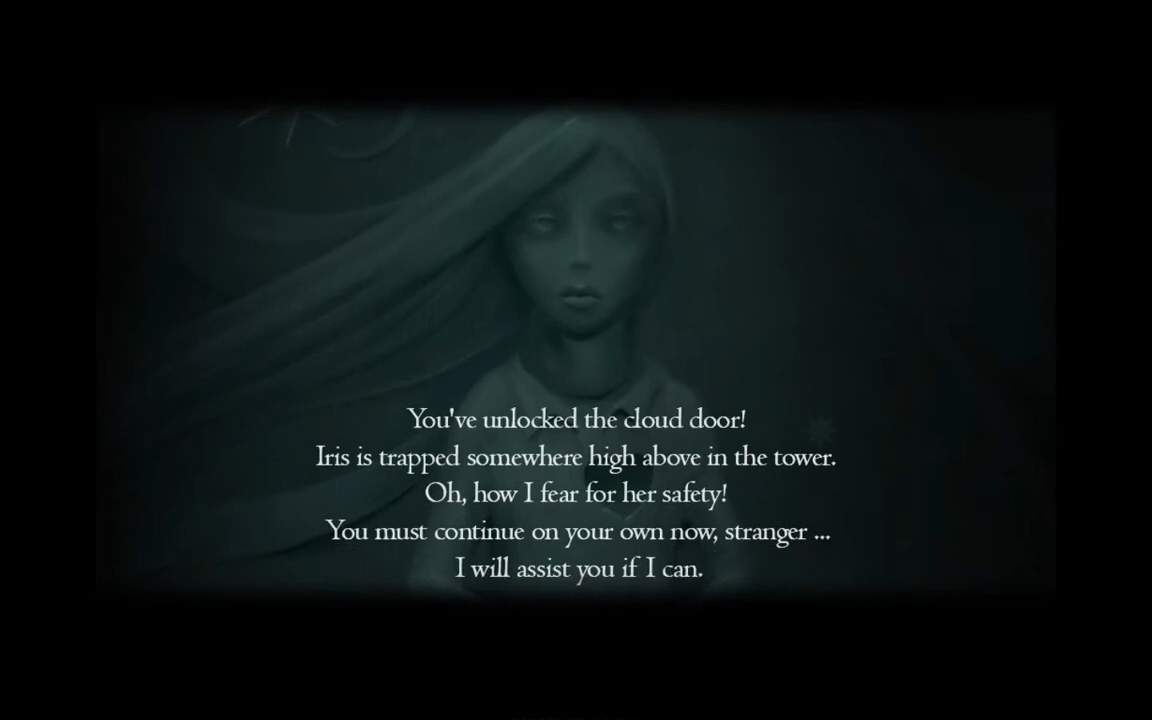 You've unlocked the cloud door!
Iris is trapped somewhere high above in the tower.
Oh, how I fear for her safety!
You must continue on your own now, stranger ...
I will assist you if I can.